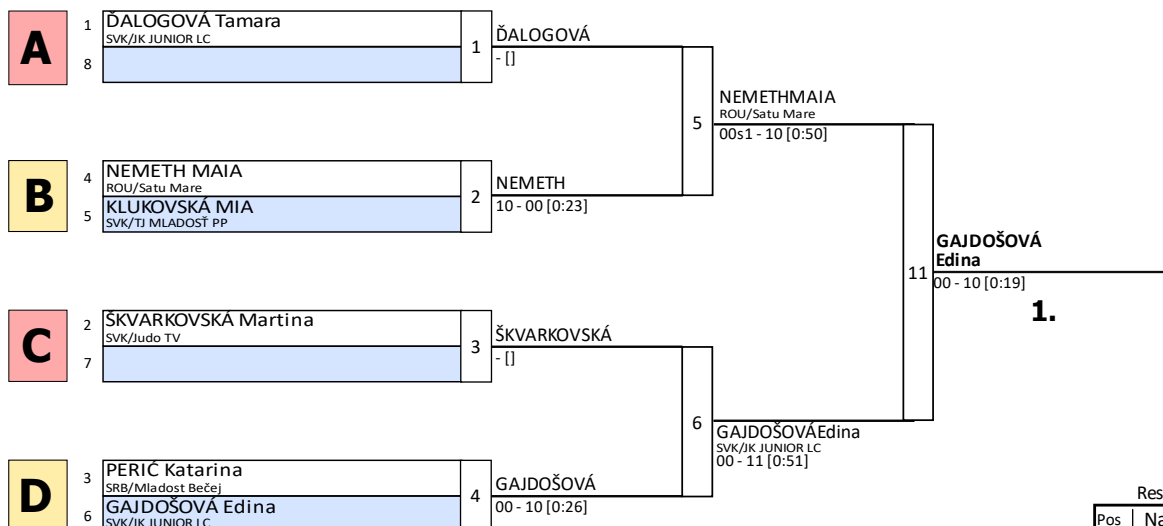 A
1
ĎALOGOVÁ Tamara
SVK/JK JUNIOR LC
8
1
ĎALOGOVÁ
- []
B
4
NEMETH MAIA
ROU/Satu Mare
5
KLUKOVSKÁ MIA
SVK/TJ MLADOSŤ PP
2
NEMETH
10 - 00 [0:23]
5
NEMETHMAIA
ROU/Satu Mare
00s1 - 10 [0:50]
C
2
ŠKVARKOVSKÁ Martina
SVK/Judo TV
7
3
ŠKVARKOVSKÁ
- []
D
3
PERIĆ Katarina
SRB/Mladost Bečej
6
GAJDOŠOVÁ Edina
SVK/JK JUNIOR LC
4
GAJDOŠOVÁ
00 - 10 [0:26]
6
GAJDOŠOVÁEdina
SVK/JK JUNIOR LC
00 - 11 [0:51]
11
GAJDOŠOVÁ
Edina
00 - 10 [0:19]
1.
Res
Pos Na